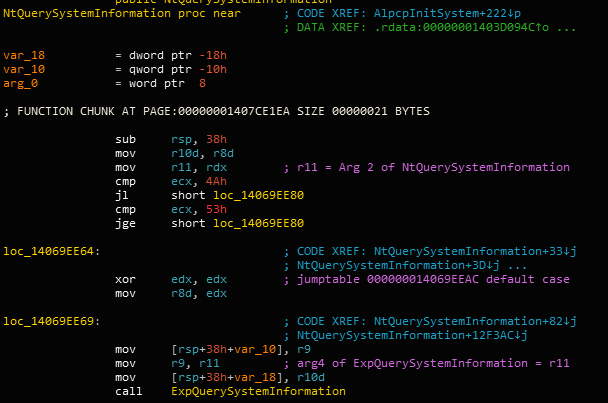 public NtQuerySystemInformation
NtQuerySystemInformation proc near ; CODE XREF: AlpcpInitSystem+222↓p
; DATA XREF: .rdata:00000001403D094C↑o ...
var_18 = dword ptr -18h
var_10 = qword ptr -10h
arg_0 = word ptr 8
; FUNCTION CHUNK AT PAGE:00000001407CE1EA SIZE 00000021 BYTES
sub rsp, 38h
mov r10d, r8d
mov r11, rdx ; r11 = Arg 2 of NtQuerySystemInformation
cmp ecx, 4Ah
jl short loc_14069EE80
cmp ecx, 53h
jge short loc_14069EE80
loc_14069EE64: ; CODE XREF: NtQuerySystemInformation+33↓j
; NtQuerySystemInformation+3D↓j ...
xor edx, edx ; jumptable 000000014069EEAC default case
mov r8d, edx
loc_14069EE69: ; CODE XREF: NtQuerySystemInformation+82↓j
; NtQuerySystemInformation+12F3AC↓j
mov [rsp+38h+var_10], r9
mov r9, r11 ; arg4 of ExpQuerySystemInformation = r11
mov [rsp+38h+var_18], r10d
call ExpQuerySystemInformation